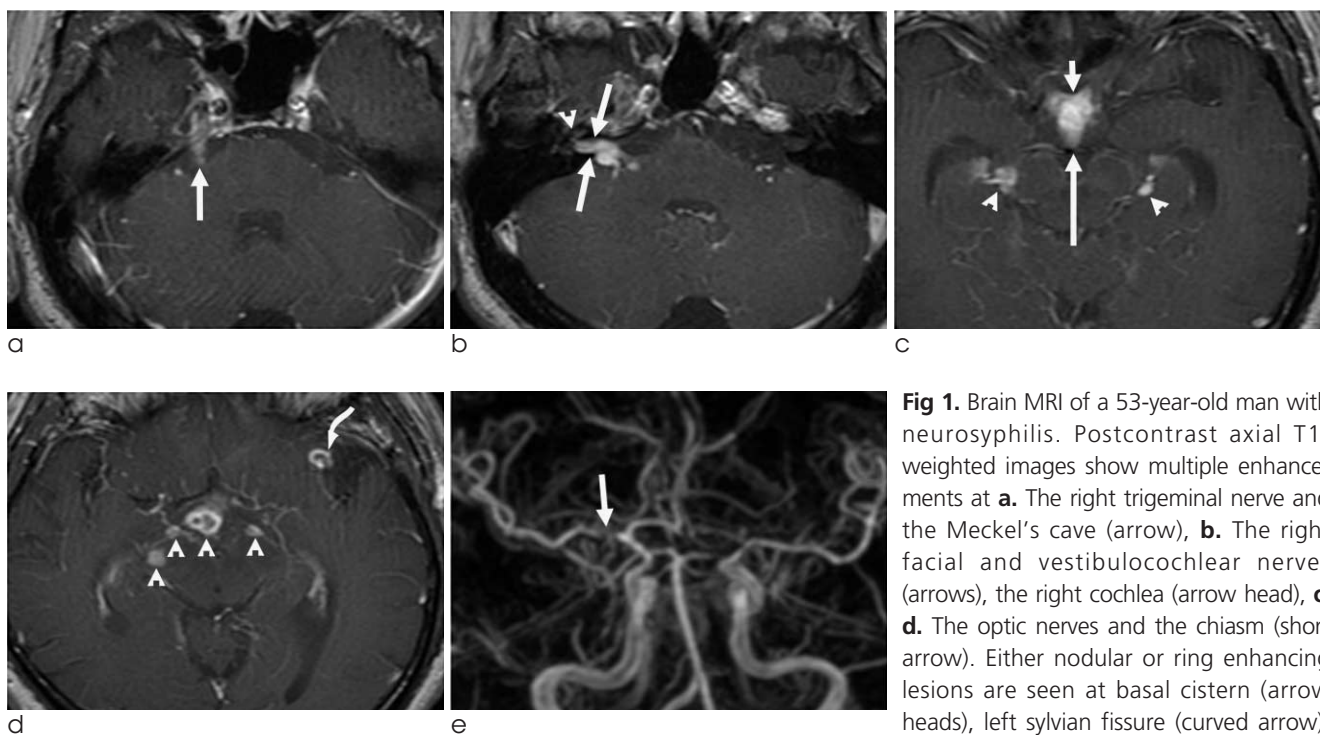 a
b
c
d
e
Fig 1. Brain MRI of a 53-year-old man with
neurosyphilis. Postcontrast axial T1
weighted images show multiple enhance
ments at a. The right trigeminal nerve and
the Meckel's cave (arrow), b. The righ
facial and vestibulocochlear nerve
(arrows), the right cochlea (arrow head), c
d. The optic nerves and the chiasm (shor
arrow). Either nodular or ring enhancing
lesions are seen at basal cistern (arrow
heads), left sylvian fissure (curved arrow)